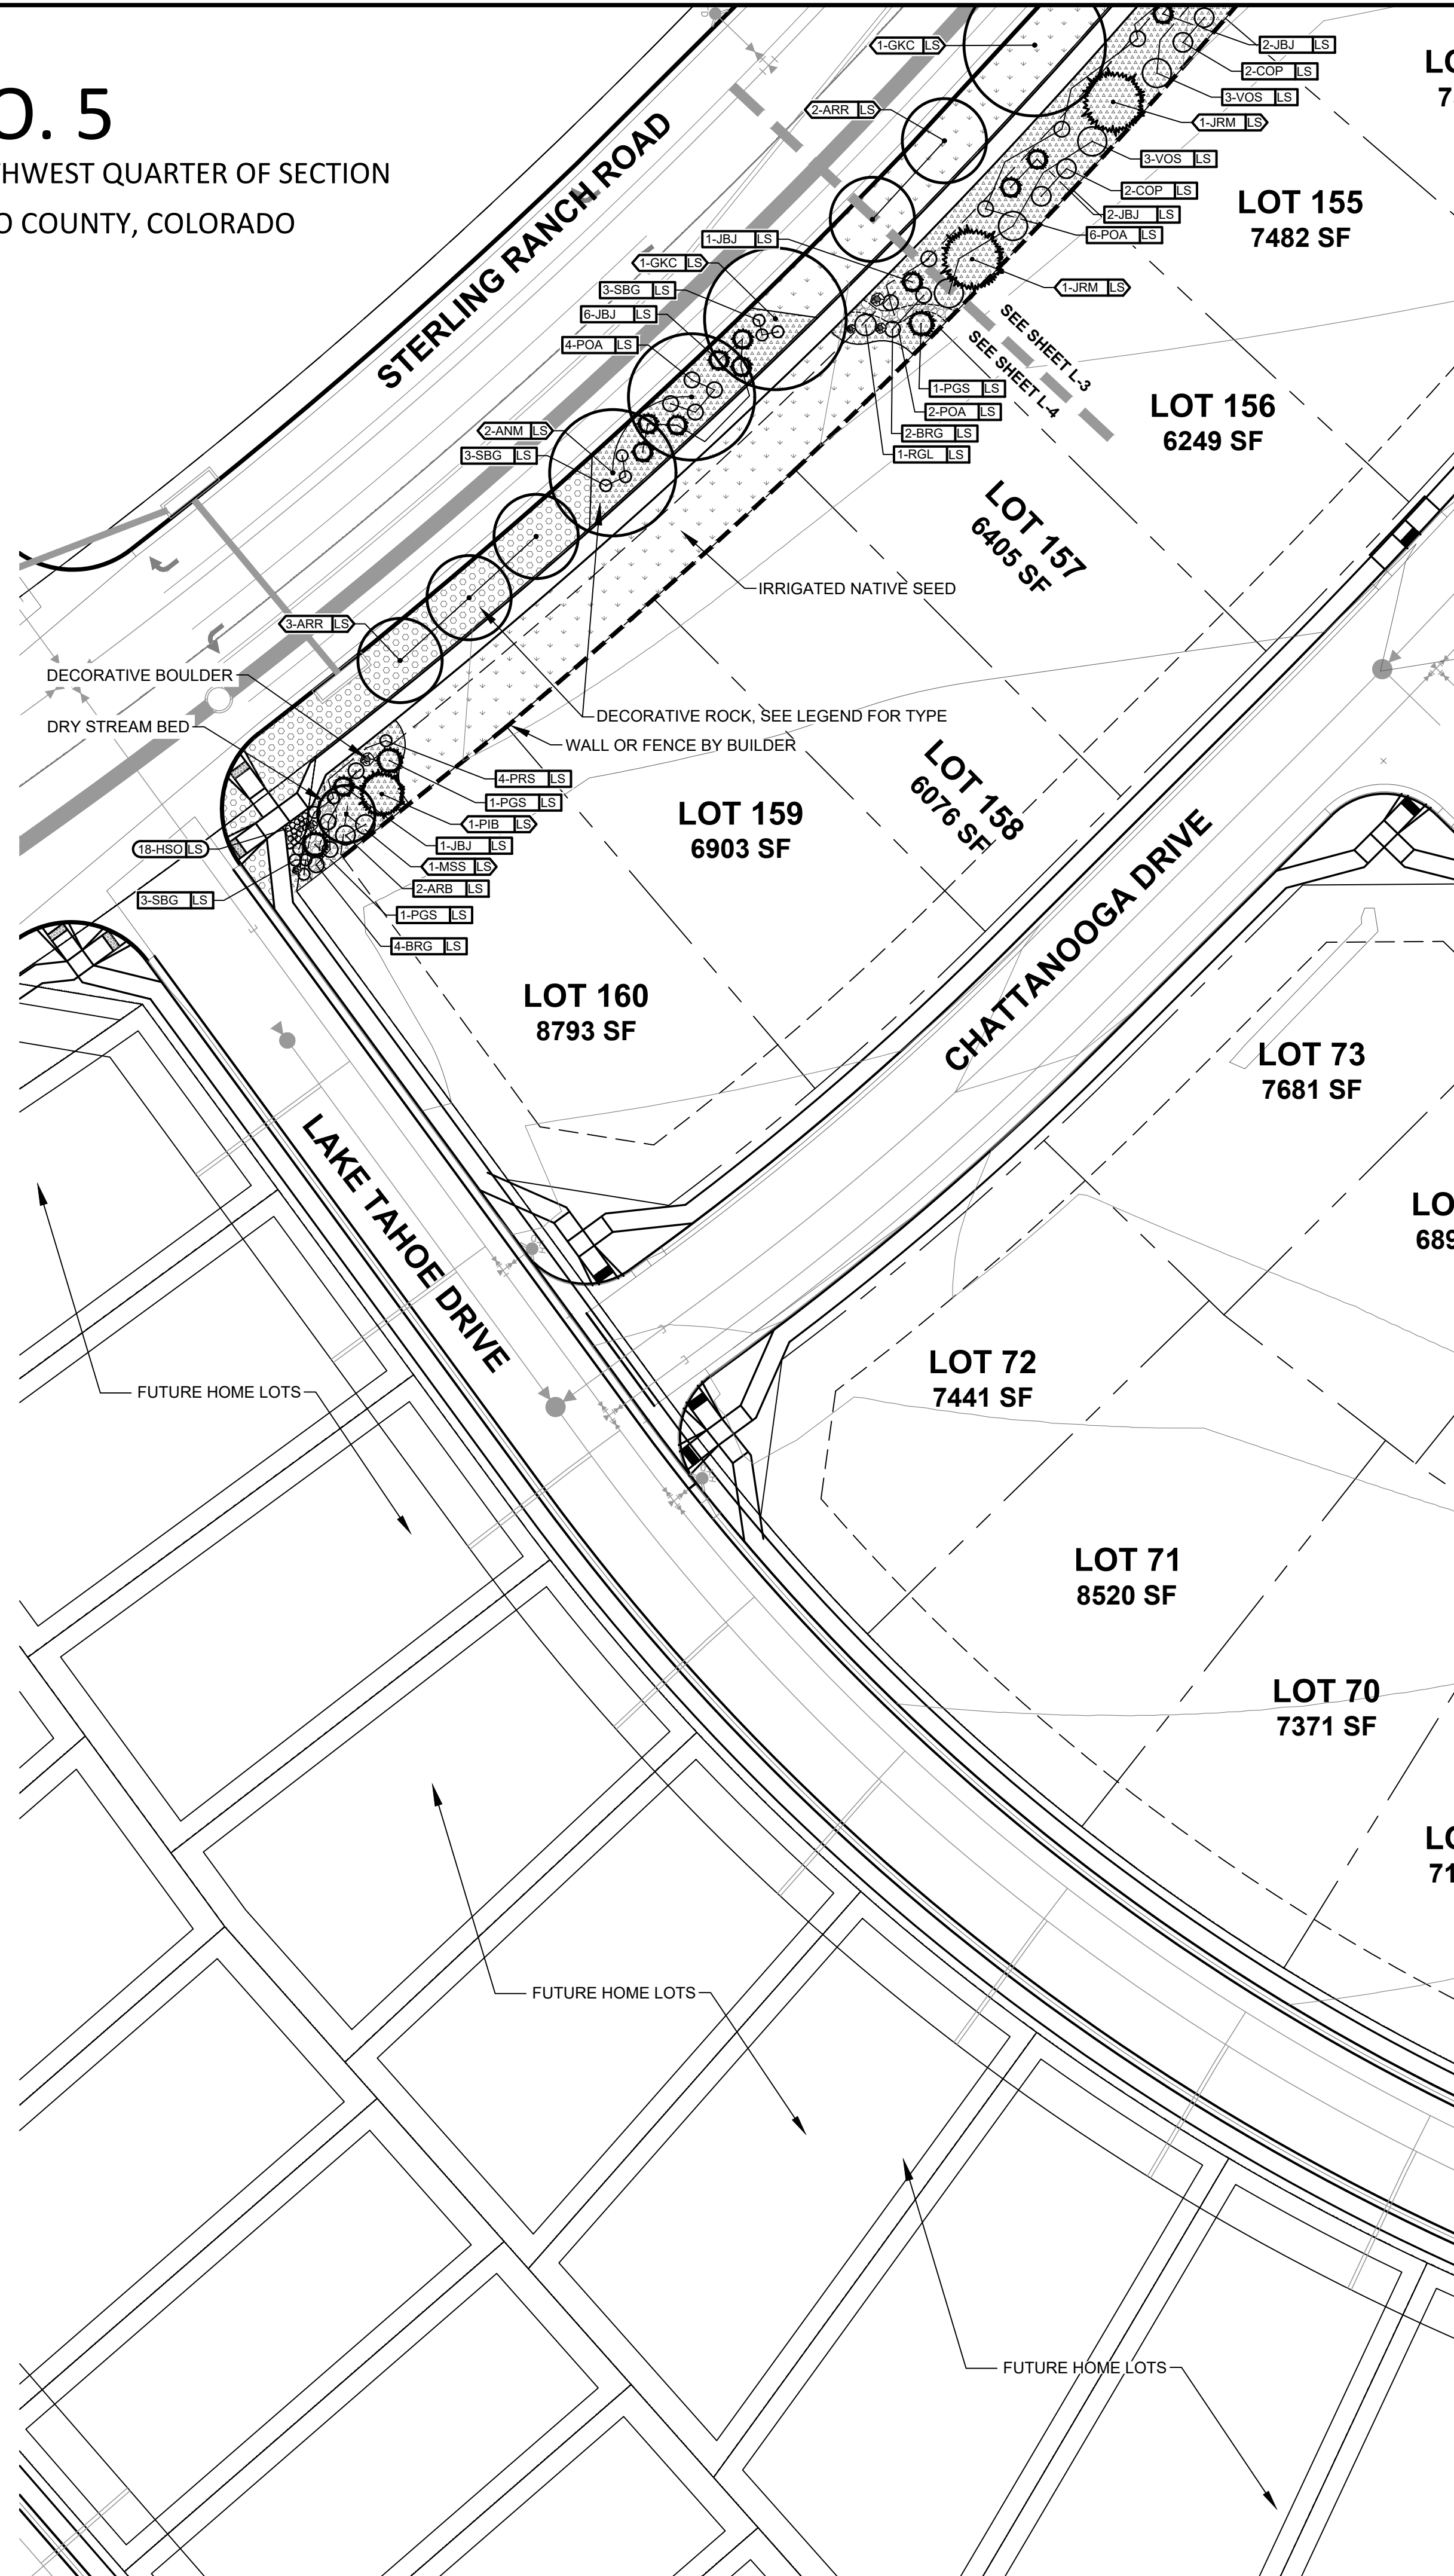 O. 5
THWEST QUARTER OF SECTION
O COUNTY, COLORADO
STERLING RANCH ROAD
1-GKC LS
2-ARR LS
2-JBJ LS
2-COP LS
3-VOS LS
1-JRM LS
3-VOS LS
2-COP LS
2-JBJ LS
6-POA LS
1-JRM LS
LOT 155
7482 SF
1-JBJ LS
1-GKC LS
3-SBG LS
6-JBJ LS
4-POA LS
2-ANM LS
3-SBG LS
SEE SHEET L-3
SEE SHEET L-4
1-PGS LS
2-POA LS
2-BRG LS
1-RGL LS
LOT 156
6249 SF
LOT 157
6405 SF
IRRIGATED NATIVE SEED
3-ARR LS
DECORATIVE BOULDER
DRY STREAM BED
DECORATIVE ROCK, SEE LEGEND FOR TYPE
WALL OR FENCE BY BUILDER
4-PRS LS
1-PGS LS
1-PIB LS
1-JBJ LS
1-MSS LS
2-ARB LS
1-PGS LS
4-BRG LS
18-HSO LS
3-SBG LS
LOT 159
6903 SF
LOT 158
6076 SF
CHATTANOOGA DRIVE
LOT 160
8793 SF
LOT 73
7681 SF
LAKE TAHOE DRIVE
LO
689
LOT 72
7441 SF
FUTURE HOME LOTS
LOT 71
8520 SF
LOT 70
7371 SF
71
FUTURE HOME LOTS
FUTURE HOME LOTS